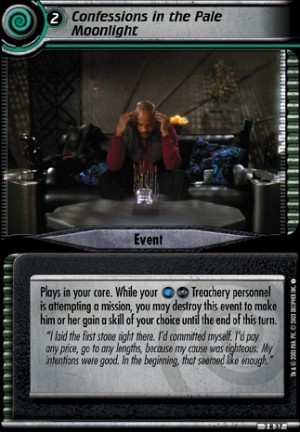 2
Confessions in the Pale
Moonlight
Event
Plays in your core. While your Treachery personnel
is attempting a mission, you may destroy this event to make
him or her gain a skill of your choice until the end of this turn.
"I laid the first stone right there. I'd committed myself. I'd pay
any price, go to any lengths, because my cause was righteous. My
intentions were good. In the beginning, that seemed like enough."